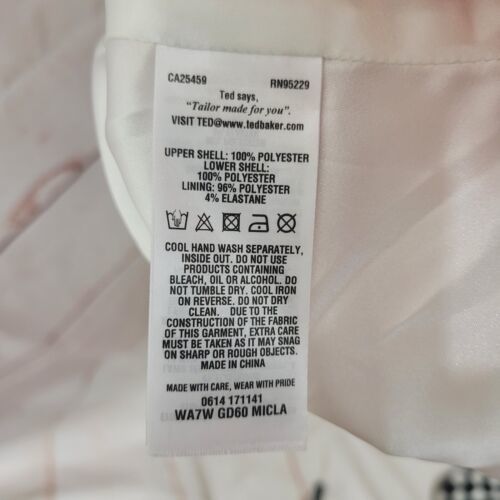 CA25459 RN95229
Ted says,
"Tailor made for you".
VISIT TED@www.tedbaker.com
UPPER SHELL: 100% POLYESTER
LOWER SHELL:
100% POLYESTER
LINING: 96% POLYESTER
4% ELASTANE
COOL HAND WASH SEPARATELY,
INSIDE OUT. DO NOT USE
PRODUCTS CONTAINING
BLEACH, OIL OR ALCOHOL. DO
NOT TUMBLE DRY. COOL IRON
ON REVERSE. DO NOT DRY
CLEAN. DUE TO THE
CONSTRUCTION OF THE FABRIC
OF THIS GARMENT, EXTRA CARE
MUST BE TAKEN AS IT MAY SNAG
ON SHARP OR ROUGH OBJECTS.
MADE IN CHINA
MADE WITH CARE, WEAR WITH PRIDE
0614 171141
WA7W GD60 MICLA